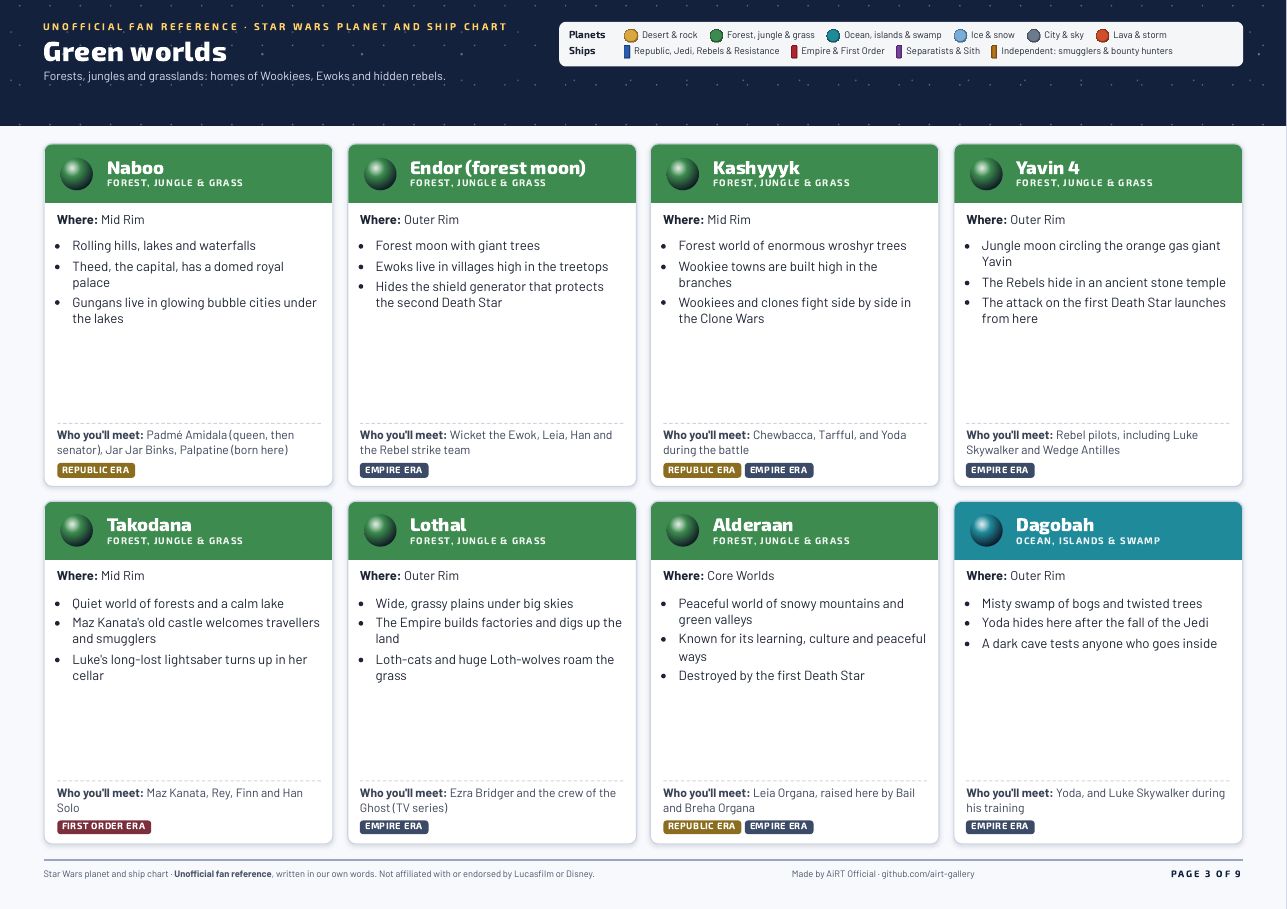 UNOFFICIAL FAN REFERENCE · STAR WARS PLANET AND SHIP CHART
Green worlds
Forests, jungles and grasslands: homes of Wookiees, Ewoks and hidden rebels.
Planets Desert & rock Forest, jungle & grass Ocean, islands & swamp Ice & snow City & sky Lava & storm
Ships Republic, Jedi, Rebels & Resistance Empire & First Order Separatists & Sith Independent: smugglers & bounty hunters
Naboo
FOREST, JUNGLE & GRASS
Where: Mid Rim
• Rolling hills, lakes and waterfalls
• Theed, the capital, has a domed royal
palace
• Gungans live in glowing bubble cities under
the lakes
Who you'll meet: Padmé Amidala (queen, then
senator), Jar Jar Binks, Palpatine (born here)
REPUBLIC ERA
Endor (forest moon)
FOREST, JUNGLE & GRASS
Where: Outer Rim
• Forest moon with giant trees
• Ewoks live in villages high in the treetops
• Hides the shield generator that protects
the second Death Star
Who you'll meet: Wicket the Ewok, Leia, Han and
the Rebel strike team
EMPIRE ERA
Kashyyyk
FOREST, JUNGLE & GRASS
Where: Mid Rim
• Forest world of enormous wroshyr trees
• Wookiee towns are built high in the
branches
• Wookiees and clones fight side by side in
the Clone Wars
Who you'll meet: Chewbacca, Tarfful, and Yoda
during the battle
REPUBLIC ERA EMPIRE ERA
Yavin 4
FOREST, JUNGLE & GRASS
Where: Outer Rim
• Jungle moon circling the orange gas giant
Yavin
• The Rebels hide in an ancient stone temple
• The attack on the first Death Star launches
from here
Who you'll meet: Rebel pilots, including Luke
Skywalker and Wedge Antilles
EMPIRE ERA
Takodana
FOREST, JUNGLE & GRASS
Where: Mid Rim
• Quiet world of forests and a calm lake
• Maz Kanata's old castle welcomes travellers
and smugglers
• Luke's long-lost lightsaber turns up in her
cellar
Who you'll meet: Maz Kanata, Rey, Finn and Han
Solo
FIRST ORDER ERA
Lothal
FOREST, JUNGLE & GRASS
Where: Outer Rim
• Wide, grassy plains under big skies
• The Empire builds factories and digs up the
land
• Loth-cats and huge Loth-wolves roam the
grass
Who you'll meet: Ezra Bridger and the crew of the
Ghost (TV series)
EMPIRE ERA
Alderaan
FOREST, JUNGLE & GRASS
Where: Core Worlds
• Peaceful world of snowy mountains and
green valleys
• Known for its learning, culture and peaceful
ways
• Destroyed by the first Death Star
Who you'll meet: Leia Organa, raised here by Bail
and Breha Organa
REPUBLIC ERA EMPIRE ERA
Dagobah
OCEAN, ISLANDS & SWAMP
Where: Outer Rim
• Misty swamp of bogs and twisted trees
• Yoda hides here after the fall of the Jedi
• A dark cave tests anyone who goes inside
Who you'll meet: Yoda, and Luke Skywalker during
his training
EMPIRE ERA
Star Wars planet and ship chart · Unofficial fan reference, written in our own words. Not affiliated with or endorsed by Lucasfilm or Disney.
Made by AiRT Official · github.com/airt-gallery
PAGE 3 OF 9